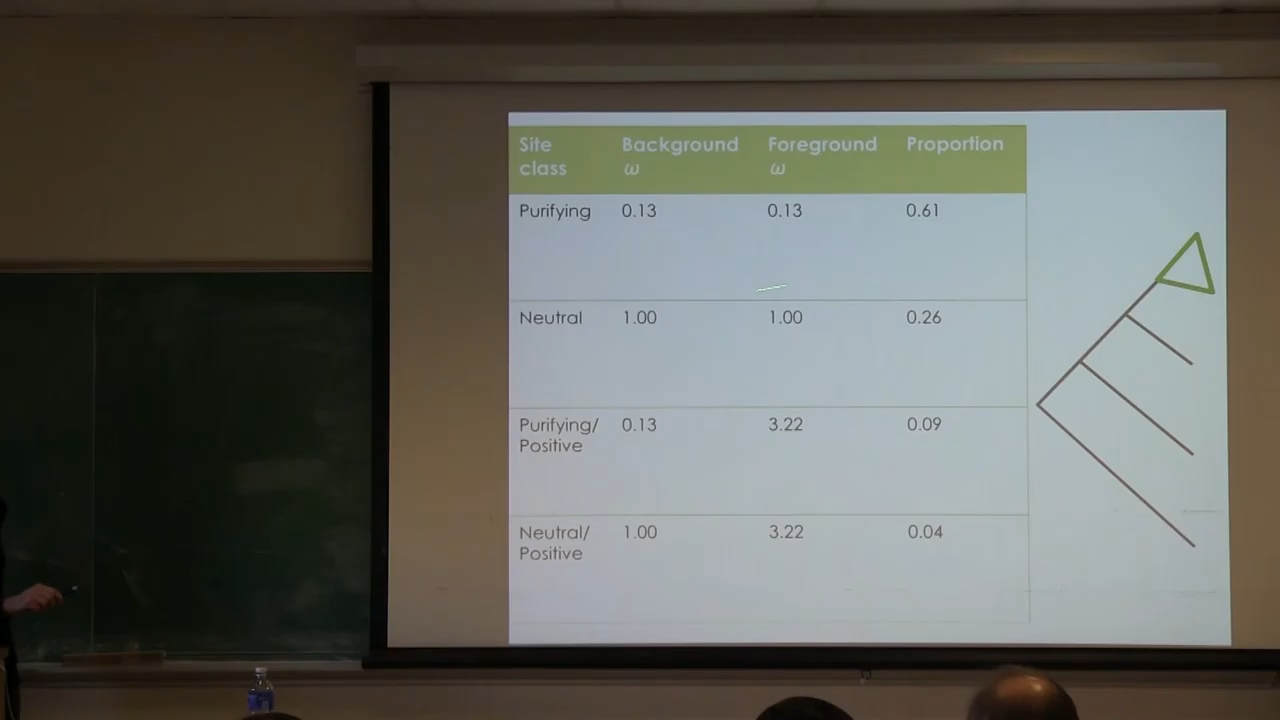 Site class Background ω Foreground ω Proportion
Purifying 0.13 0.13 0.61
Neutral 1.00 1.00 0.26
Purifying/Positive 0.13 3.22 0.09
Neutral/Positive 1.00 3.22 0.04